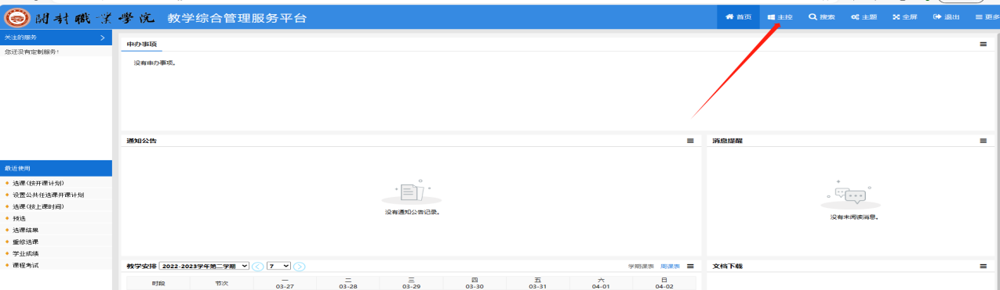 開封職業學院 教学综合管理服务平台
首页 主控 搜索 主题 全屏 退出 更多
关注的服务 >
您还没有定制服务!
申办事项
没有申办事项。
通知公告
没有通知公告记录。
消息提醒
没有未阅读消息。
最近使用
选课(按开课计划)
设置公共任选课开课计划
选课(按上课时间)
预选
选课结果
重修选课
学业成绩
课程考试
教学安排 2022-2023学年第二学期 7 学期课表 周课表
文档下载
时段 节次 一 二 三 四 五 六 日
03-27 03-28 03-29 03-30 03-31 04-01 04-02